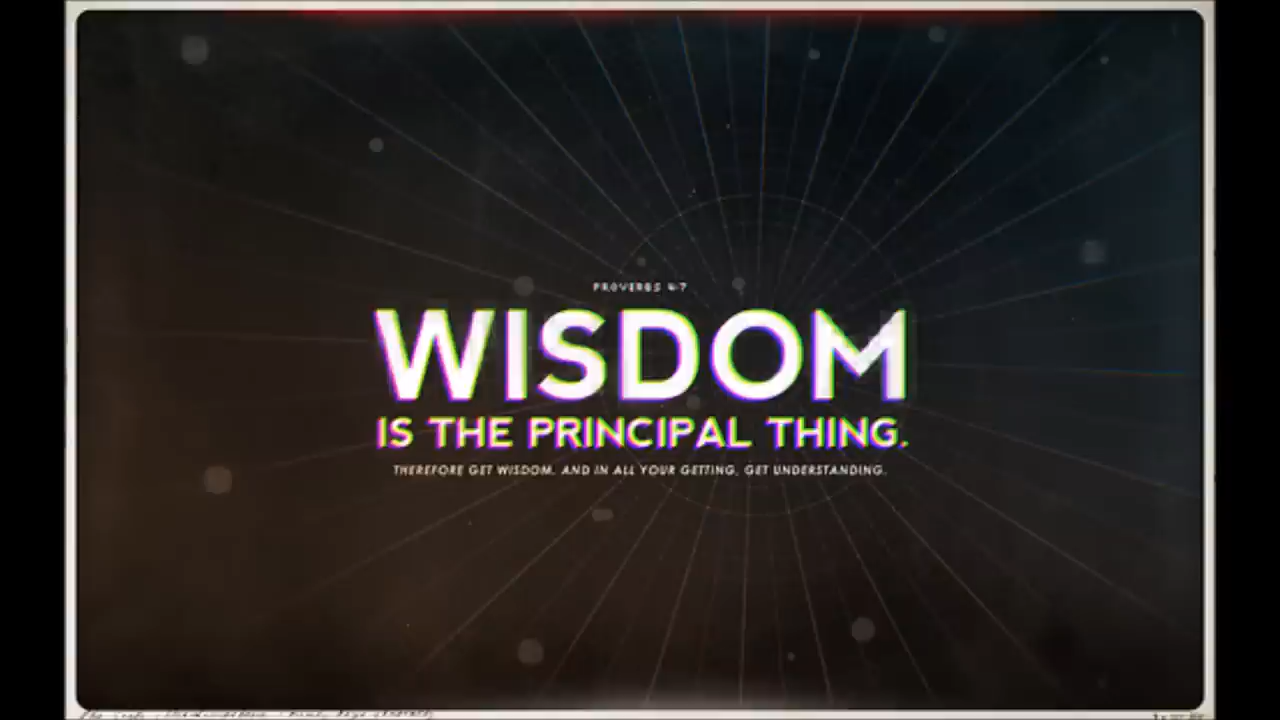 PROVERBS 4:7
WISDOM
IS THE PRINCIPAL THING.
THEREFORE GET WISDOM. AND IN ALL YOUR GETTING, GET UNDERSTANDING.